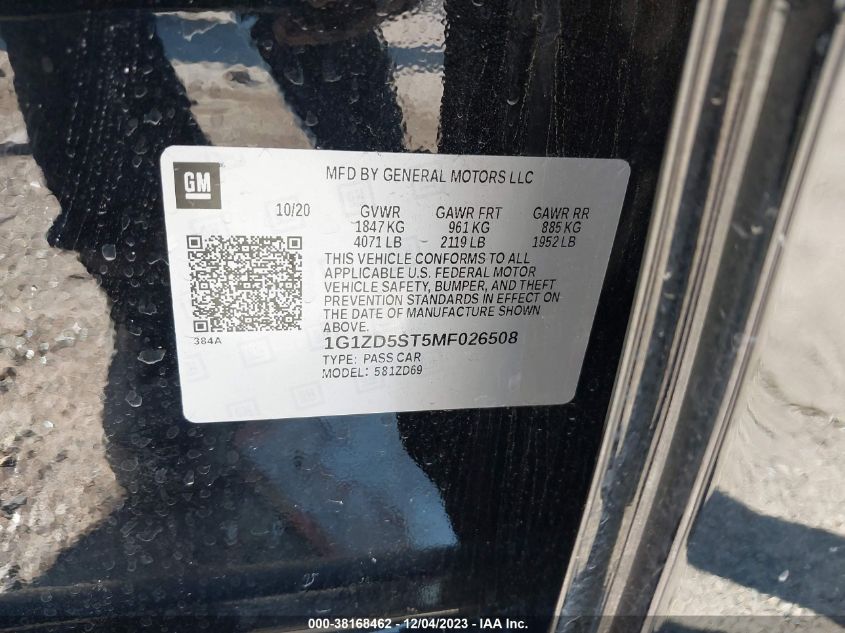 GM
MFD BY GENERAL MOTORS LLC
10/20 GVWR GAWR FRT GAWR RR
1847 KG 961 KG 885 KG
4071 LB 2119 LB 1952 LB
THIS VEHICLE CONFORMS TO ALL
APPLICABLE U.S. FEDERAL MOTOR
VEHICLE SAFETY, BUMPER, AND THEFT
PREVENTION STANDARDS IN EFFECT ON
THE DATE OF MANUFACTURE SHOWN
ABOVE.
384A
1G1ZD5ST5MF026508
TYPE: PASS CAR
MODEL: 581ZD69
000-38168462 - 12/04/2023 - IAA Inc.